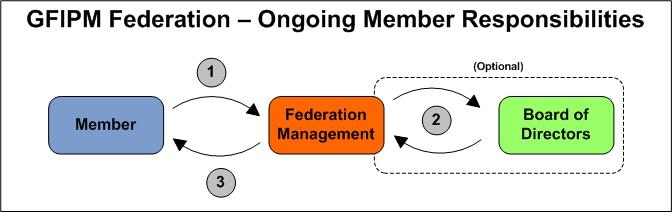 GFIPM Federation – Ongoing Member Responsibilities
(Optional)
1
Member
Federation
Management
2
Board of
Directors
3